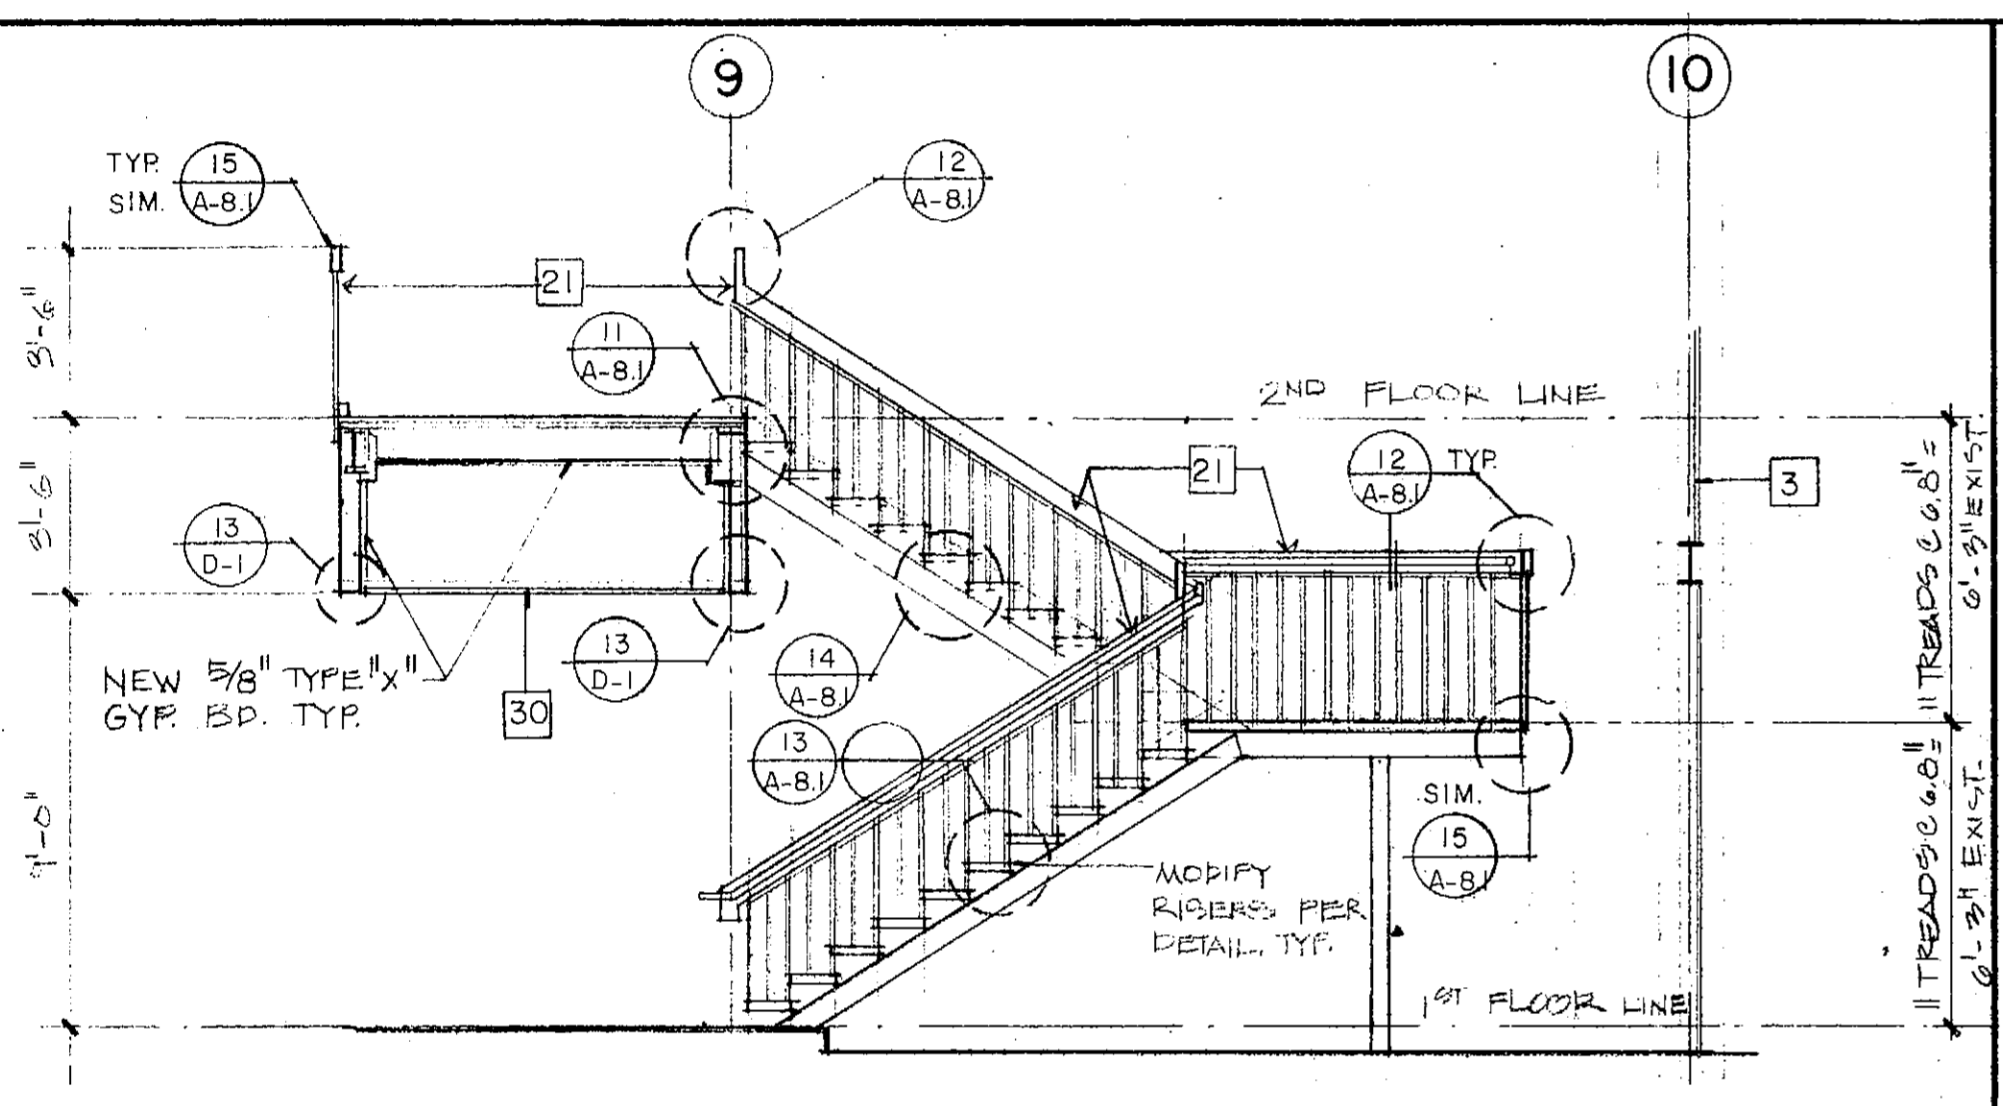 9
10
TYP. 15
SIM. A-8.1
12
A-8.1
21
3'-6"
11
A-8.1
2ND FLOOR LINE
12 TYP.
A-8.1
21
3
3'-6"
13
D-1
13
D-1
14
A-8.1
NEW 5/8" TYPE "X"
GYP. BD. TYP.
30
13
A-8.1
SIM.
15
A-8.1
MODIFY
RISERS PER
DETAIL. TYP.
9'-0"
1ST FLOOR LINE
11 TREADS @ 6.8" =
6'-3" EXIST.
11 TREADS @ 6.8" =
6'-3" EXIST.